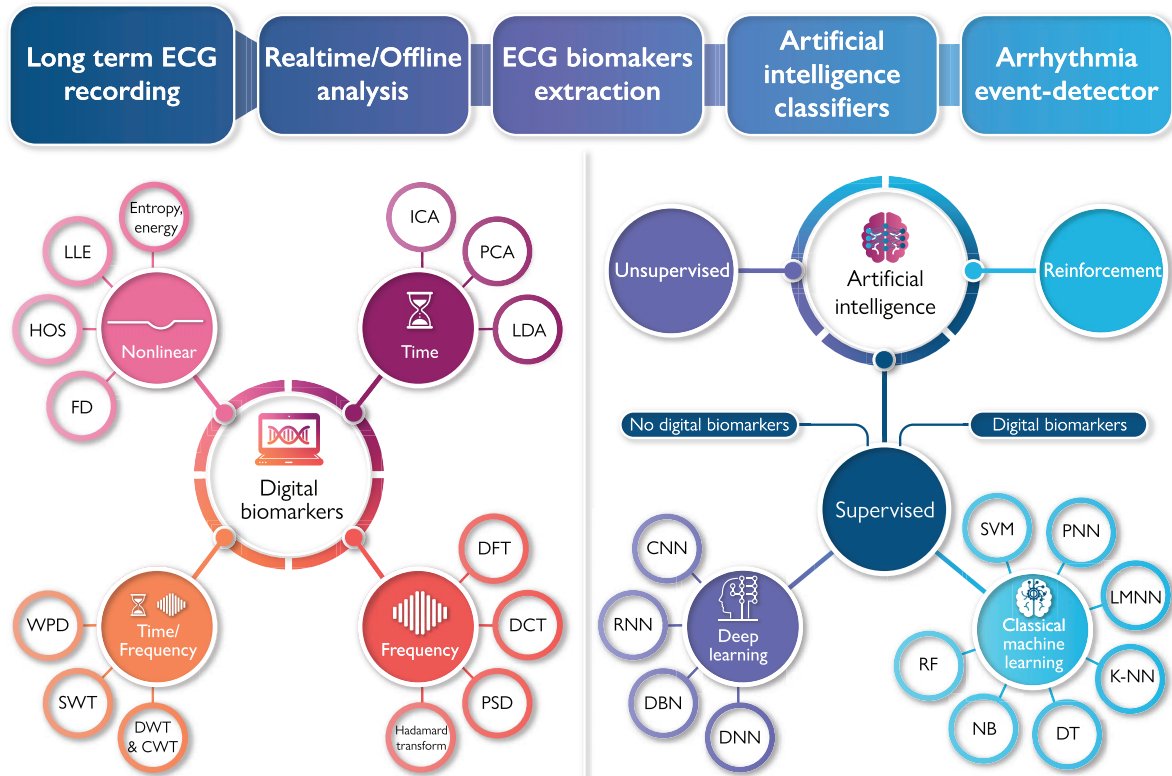 Long term ECG
recording
Realtime/Offline
analysis
ECG biomakers
extraction
Artificial
intelligence
classifiers
Arrhythmia
event-detector
Entropy,
energy
LLE
HOS
FD
Nonlinear
ICA
PCA
LDA
Time
Digital
biomarkers
WPD
SWT
DWT
& CWT
Time/
Frequency
DFT
DCT
PSD
Hadamard
transform
Frequency
Unsupervised
Artificial
intelligence
Reinforcement
No digital biomarkers
Digital biomarkers
Supervised
CNN
RNN
DBN
DNN
Deep
learning
SVM
PNN
LMNN
K-NN
DT
NB
RF
Classical
machine
learning